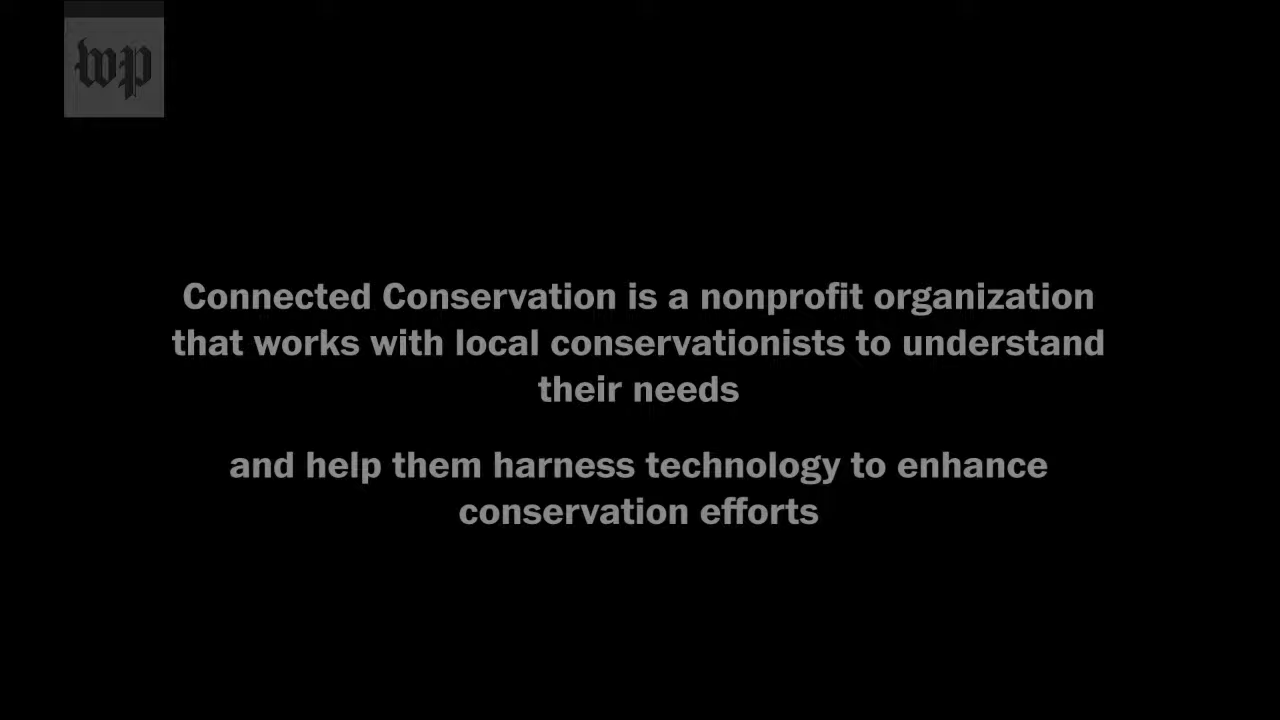 wp
Connected Conservation is a nonprofit organization
that works with local conservationists to understand
their needs
and help them harness technology to enhance
conservation efforts